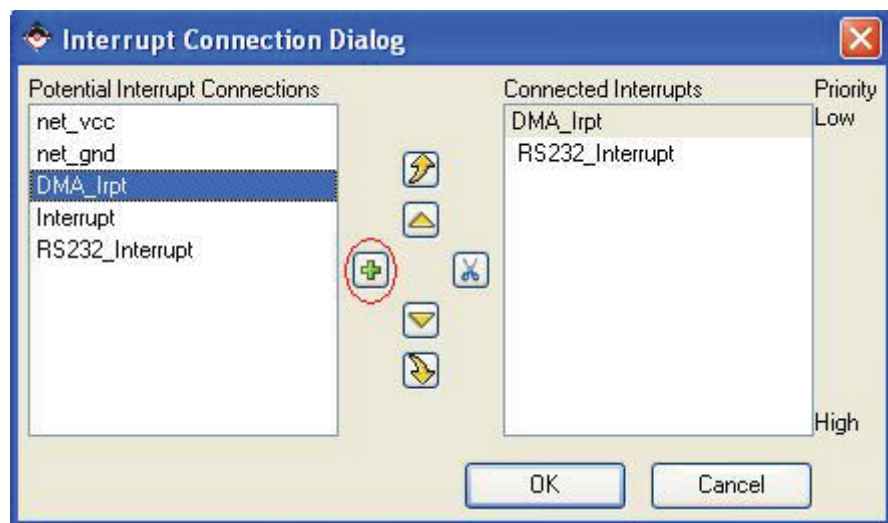 Interrupt Connection Dialog
Potential Interrupt Connections
net_vcc
net_gnd
DMA_Irpt
Interrupt
RS232_Interrupt
Connected Interrupts
DMA_Irpt
RS232_Interrupt
Priority
Low
High
OK
Cancel